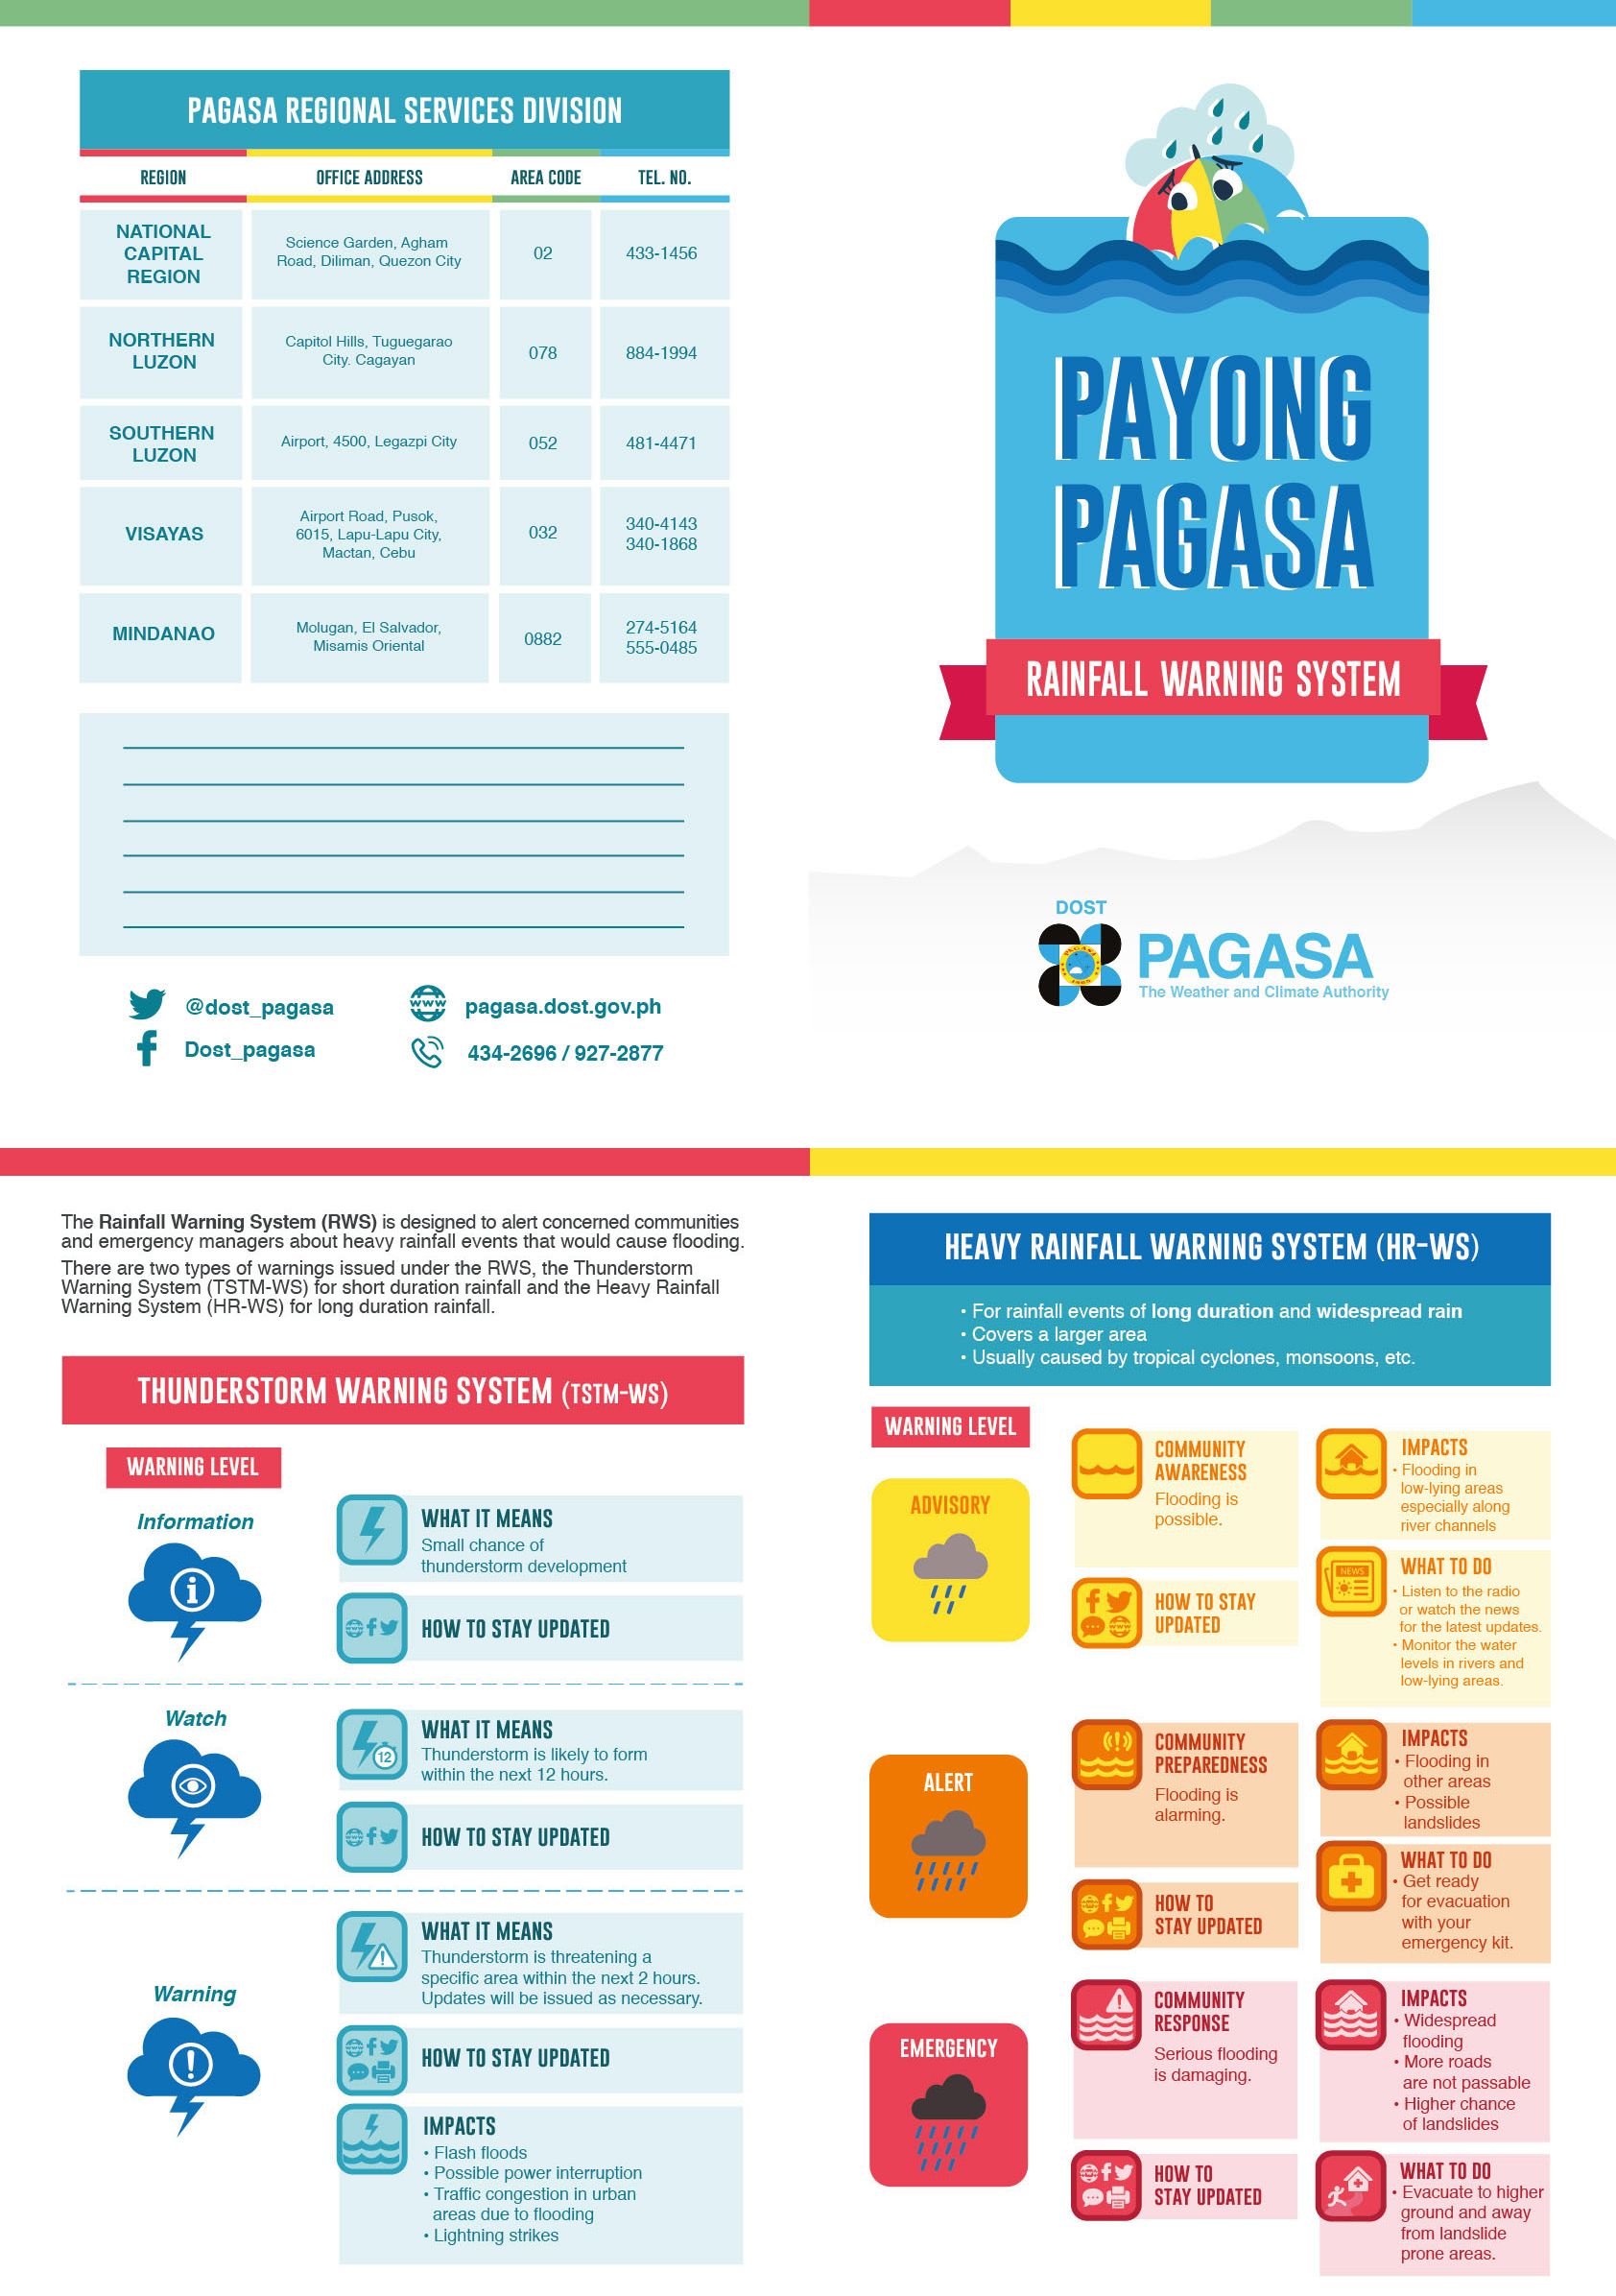 PAGASA REGIONAL SERVICES DIVISION
REGION OFFICE ADDRESS AREA CODE TEL. NO.
NATIONAL
CAPITAL
REGION
Science Garden, Agham
Road, Diliman, Quezon City
02
433-1456
NORTHERN
LUZON
Capitol Hills, Tuguegarao
City. Cagayan
078
884-1994
SOUTHERN
LUZON
Airport, 4500, Legazpi City
052
481-4471
VISAYAS
Airport Road, Pusok,
6015, Lapu-Lapu City,
Mactan, Cebu
032
340-4143
340-1868
MINDANAO
Molugan, El Salvador,
Misamis Oriental
0882
274-5164
555-0485
@dost_pagasa
www
pagasa.dost.gov.ph
Dost_pagasa
434-2696 / 927-2877
PAYONG
PAGASA
RAINFALL WARNING SYSTEM
DOST
PAGASA
The Weather and Climate Authority
The Rainfall Warning System (RWS) is designed to alert concerned communities
and emergency managers about heavy rainfall events that would cause flooding.
There are two types of warnings issued under the RWS, the Thunderstorm
Warning System (TSTM-WS) for short duration rainfall and the Heavy Rainfall
Warning System (HR-WS) for long duration rainfall.
THUNDERSTORM WARNING SYSTEM (TSTM-WS)
WARNING LEVEL
Information
WHAT IT MEANS
Small chance of
thunderstorm development
HOW TO STAY UPDATED
Watch
12
WHAT IT MEANS
Thunderstorm is likely to form
within the next 12 hours.
HOW TO STAY UPDATED
Warning
WHAT IT MEANS
Thunderstorm is threatening a
specific area within the next 2 hours.
Updates will be issued as necessary.
HOW TO STAY UPDATED
IMPACTS
• Flash floods
• Possible power interruption
• Traffic congestion in urban
areas due to flooding
• Lightning strikes
HEAVY RAINFALL WARNING SYSTEM (HR-WS)
• For rainfall events of long duration and widespread rain
• Covers a larger area
• Usually caused by tropical cyclones, monsoons, etc.
WARNING LEVEL
ADVISORY
COMMUNITY
AWARENESS
Flooding is
possible.
HOW TO STAY
UPDATED
IMPACTS
• Flooding in
low-lying areas
especially along
river channels
NEWS
WHAT TO DO
• Listen to the radio
or watch the news
for the latest updates.
• Monitor the water
levels in rivers and
low-lying areas.
ALERT
COMMUNITY
PREPAREDNESS
Flooding is
alarming.
HOW TO
STAY UPDATED
IMPACTS
• Flooding in
other areas
• Possible
landslides
WHAT TO DO
• Get ready
for evacuation
with your
emergency kit.
EMERGENCY
COMMUNITY
RESPONSE
Serious flooding
is damaging.
HOW TO
STAY UPDATED
IMPACTS
• Widespread
flooding
• More roads
are not passable
• Higher chance
of landslides
WHAT TO DO
• Evacuate to higher
ground and away
from landslide
prone areas.